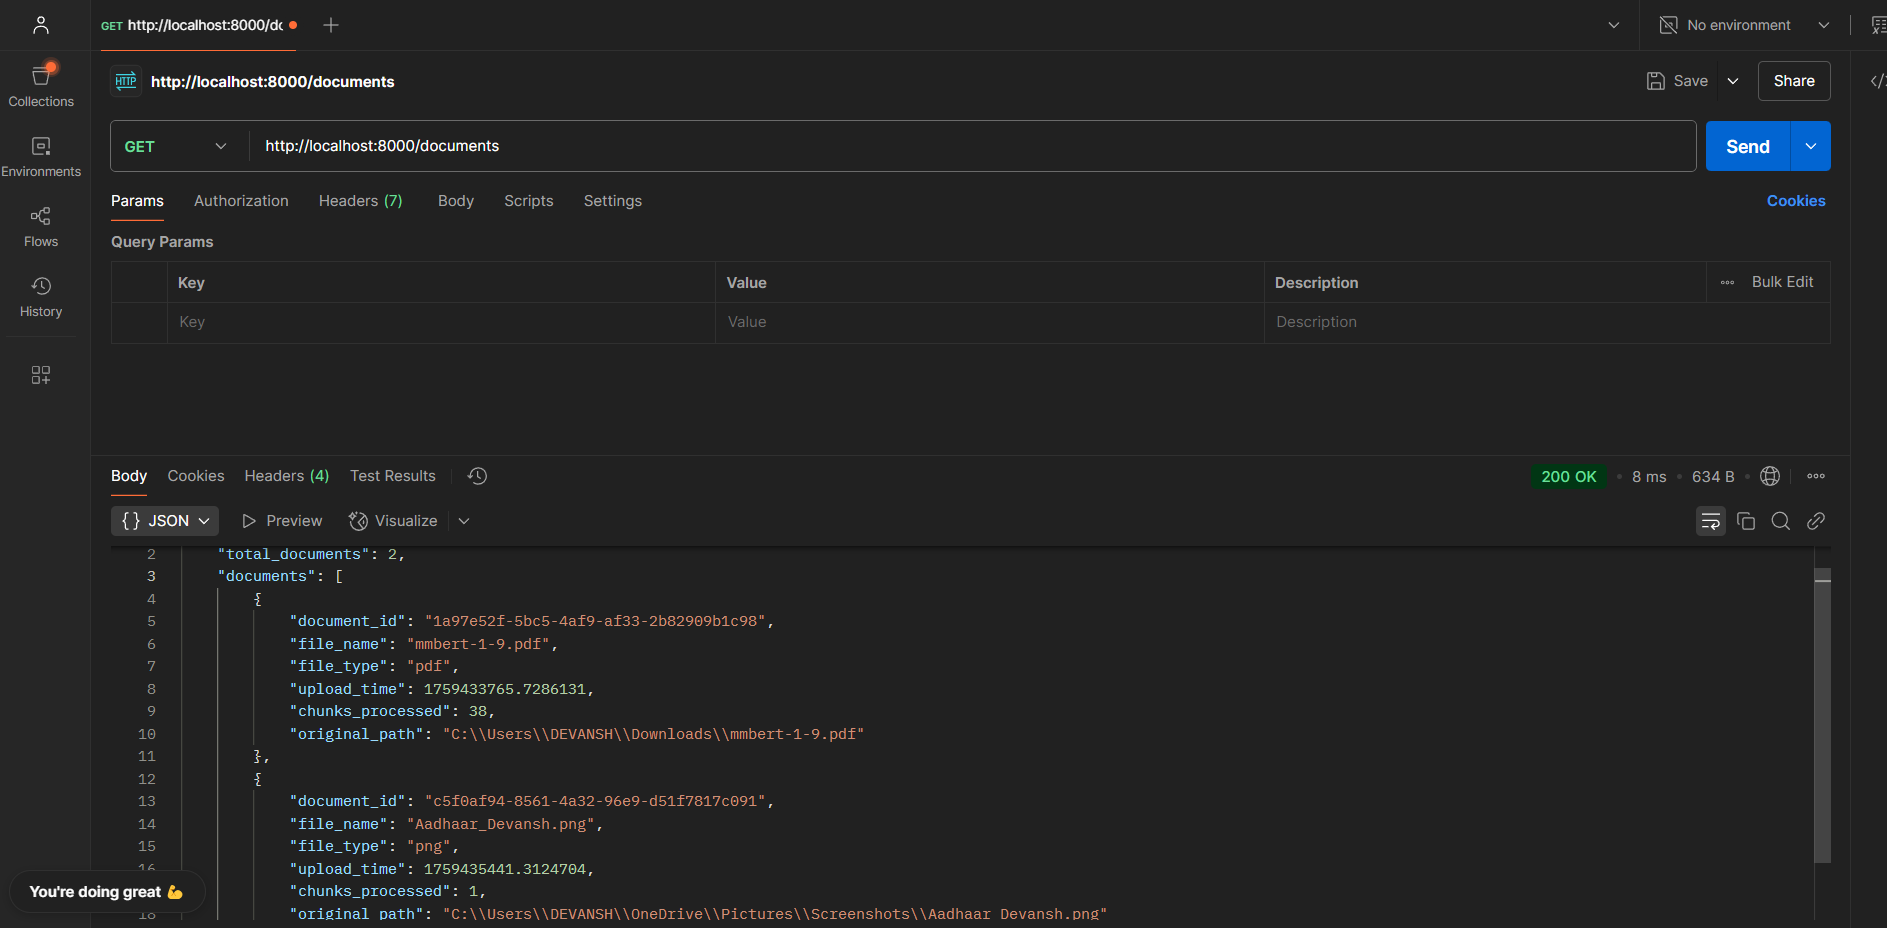 GET http://localhost:8000/dc
No environment
Collections
Environments
Flows
History
HTTP http://localhost:8000/documents
Save
Share
GET http://localhost:8000/documents
Send
Params Authorization Headers (7) Body Scripts Settings
Cookies
Query Params
Key Value Description Bulk Edit
Key Value Description
Body Cookies Headers (4) Test Results
200 OK • 8 ms • 634 B
{} JSON Preview Visualize
2 "total_documents": 2,
3 "documents": [
4 {
5 "document_id": "1a97e52f-5bc5-4af9-af33-2b82909b1c98",
6 "file_name": "mmbert-1-9.pdf",
7 "file_type": "pdf",
8 "upload_time": 1759433765.7286131,
9 "chunks_processed": 38,
10 "original_path": "C:\\Users\\DEVANSH\\Downloads\\mmbert-1-9.pdf"
11 },
12 {
13 "document_id": "c5f0af94-8561-4a32-96e9-d51f7817c091",
14 "file_name": "Aadhaar_Devansh.png",
15 "file_type": "png",
16 "upload_time": 1759435441.3124704,
"chunks_processed": 1,
18 "original_path": "C:\\Users\\DEVANSH\\OneDrive\\Pictures\\Screenshots\\Aadhaar_Devansh.png"
You're doing great 💪